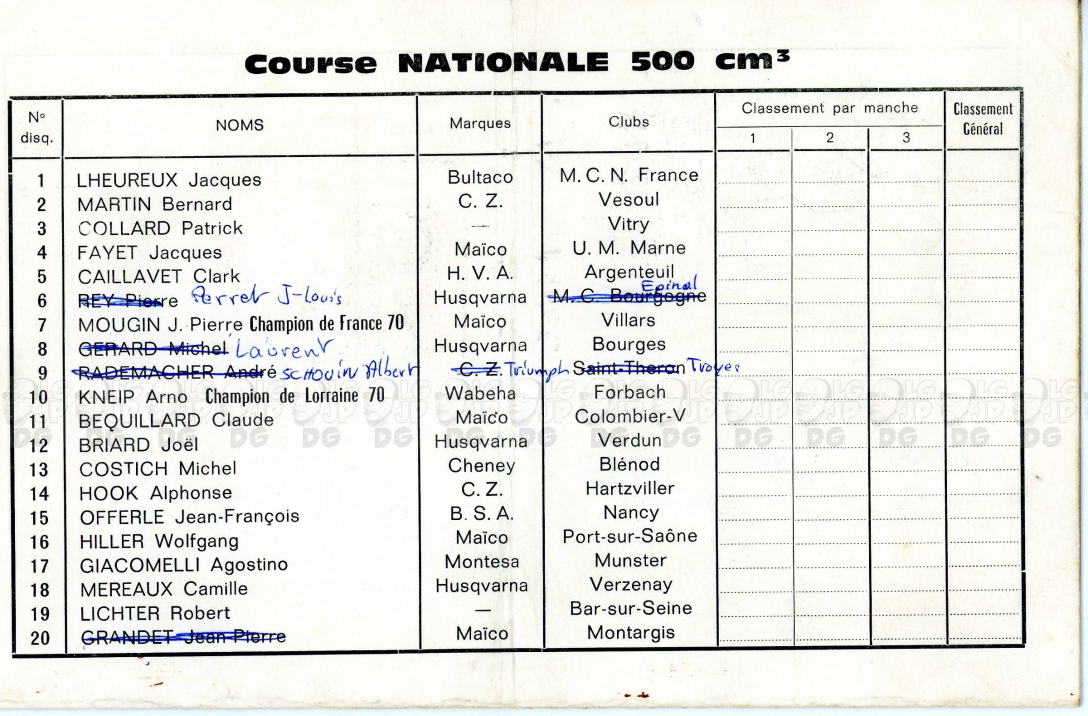 Course NATIONALE 500 cm³
N° disq. NOMS Marques Clubs Classement par manche 1 2 3 Classement Général
1 LHEUREUX Jacques Bultaco M. C. N. France
2 MARTIN Bernard C. Z. Vesoul
3 COLLARD Patrick — Vitry
4 FAYET Jacques Maïco U. M. Marne
5 CAILLAVET Clark H. V. A. Argenteuil
6 REY Pierre Perret J-Louis Husqvarna M. C. Bourgogne Epinal
7 MOUGIN J. Pierre Champion de France 70 Maïco Villars
8 GERARD Michel Laurent Husqvarna Bourges
9 RADEMACHER André SCHOUIN Albert C. Z. Triumph Saint-Theron Troyes
10 KNEIP Arno Champion de Lorraine 70 Wabeha Forbach
11 BEQUILLARD Claude Maïco Colombier-V
12 BRIARD Joël Husqvarna Verdun
13 COSTICH Michel Cheney Blénod
14 HOOK Alphonse C. Z. Hartzviller
15 OFFERLE Jean-François B. S. A. Nancy
16 HILLER Wolfgang Maïco Port-sur-Saône
17 GIACOMELLI Agostino Montesa Munster
18 MEREAUX Camille Husqvarna Verzenay
19 LICHTER Robert — Bar-sur-Seine
20 GRANDET Jean-Pierre Maïco Montargis